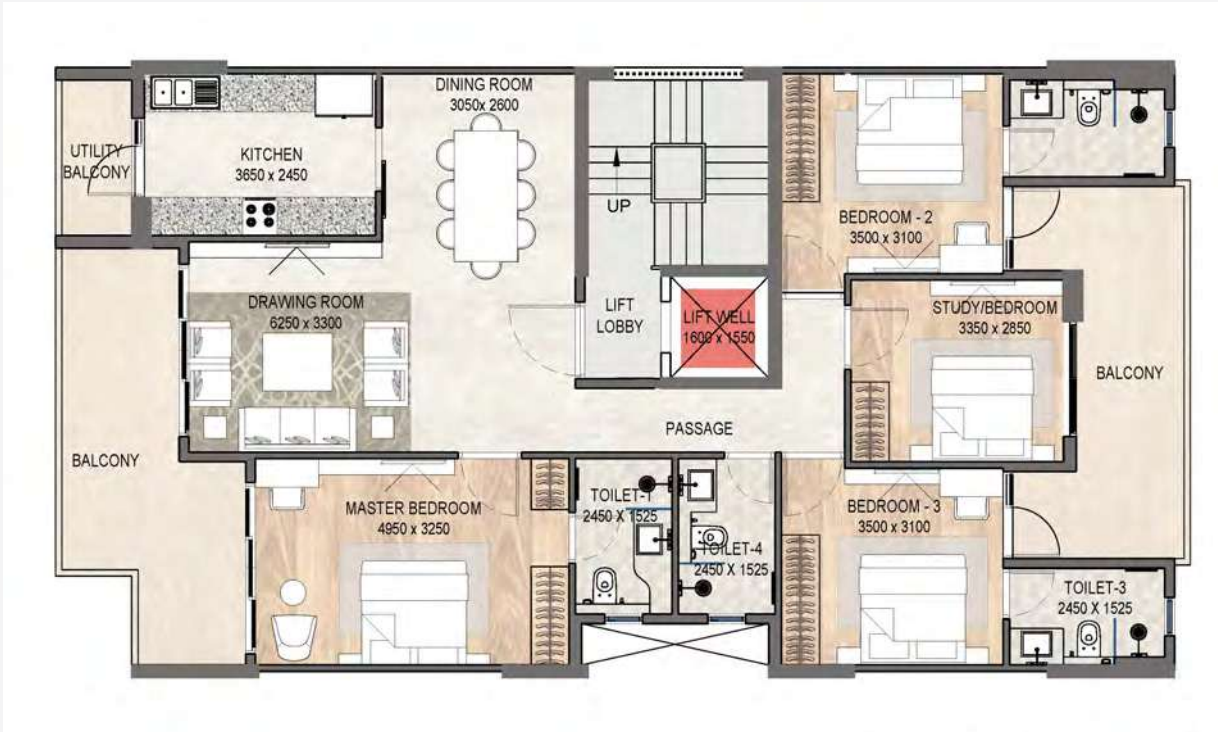 DINING ROOM
3050x 2600
UTILITY
BALCONY
KITCHEN
3650 x 2450
UP
BEDROOM - 2
3500 x 3100
DRAWING ROOM
6250 x 3300
LIFT
LOBBY
LIFT WELL
1600 x 1550
STUDY/BEDROOM
3350 x 2850
BALCONY
PASSAGE
BALCONY
MASTER BEDROOM
4950 x 3250
TOILET-1
2450 X 1525
TOILET-4
2450 X 1525
BEDROOM - 3
3500 x 3100
TOILET-3
2450 X 1525